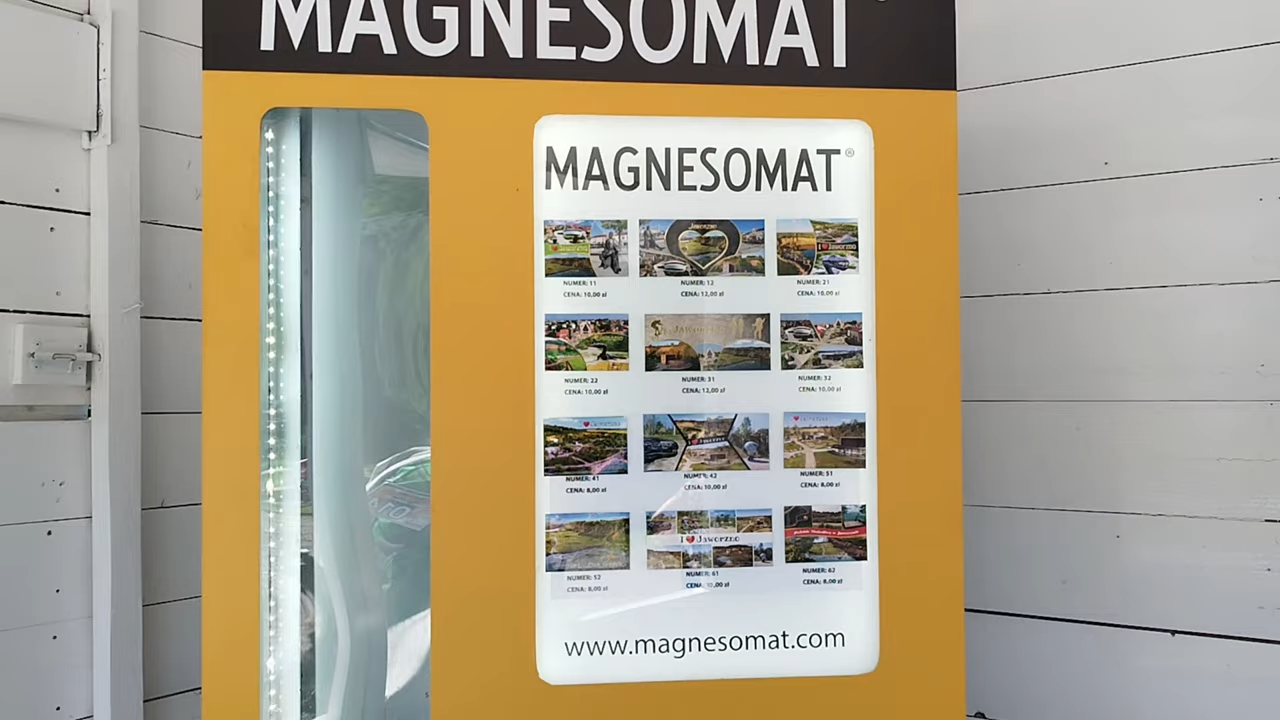 MAGNESOMAT
MAGNESOMAT®
Jaworzno
I ❤ Jaworzno
NUMER: 11
NUMER: 12
NUMER: 21
CENA: 10,00 zł
CENA: 12,00 zł
CENA: 10,00 zł
NUMER: 22
NUMER: 31
NUMER: 32
CENA: 10,00 zł
CENA: 12,00 zł
CENA: 10,00 zł
I ❤ Jaworzno
NUMER: 41
NUMER: 42
NUMER: 51
CENA: 8,00 zł
CENA: 10,00 zł
CENA: 8,00 zł
I ❤ Jaworzno
NUMER: 52
NUMER: 61
NUMER: 62
CENA: 8,00 zł
CENA: 10,00 zł
CENA: 8,00 zł
www.magnesomat.com